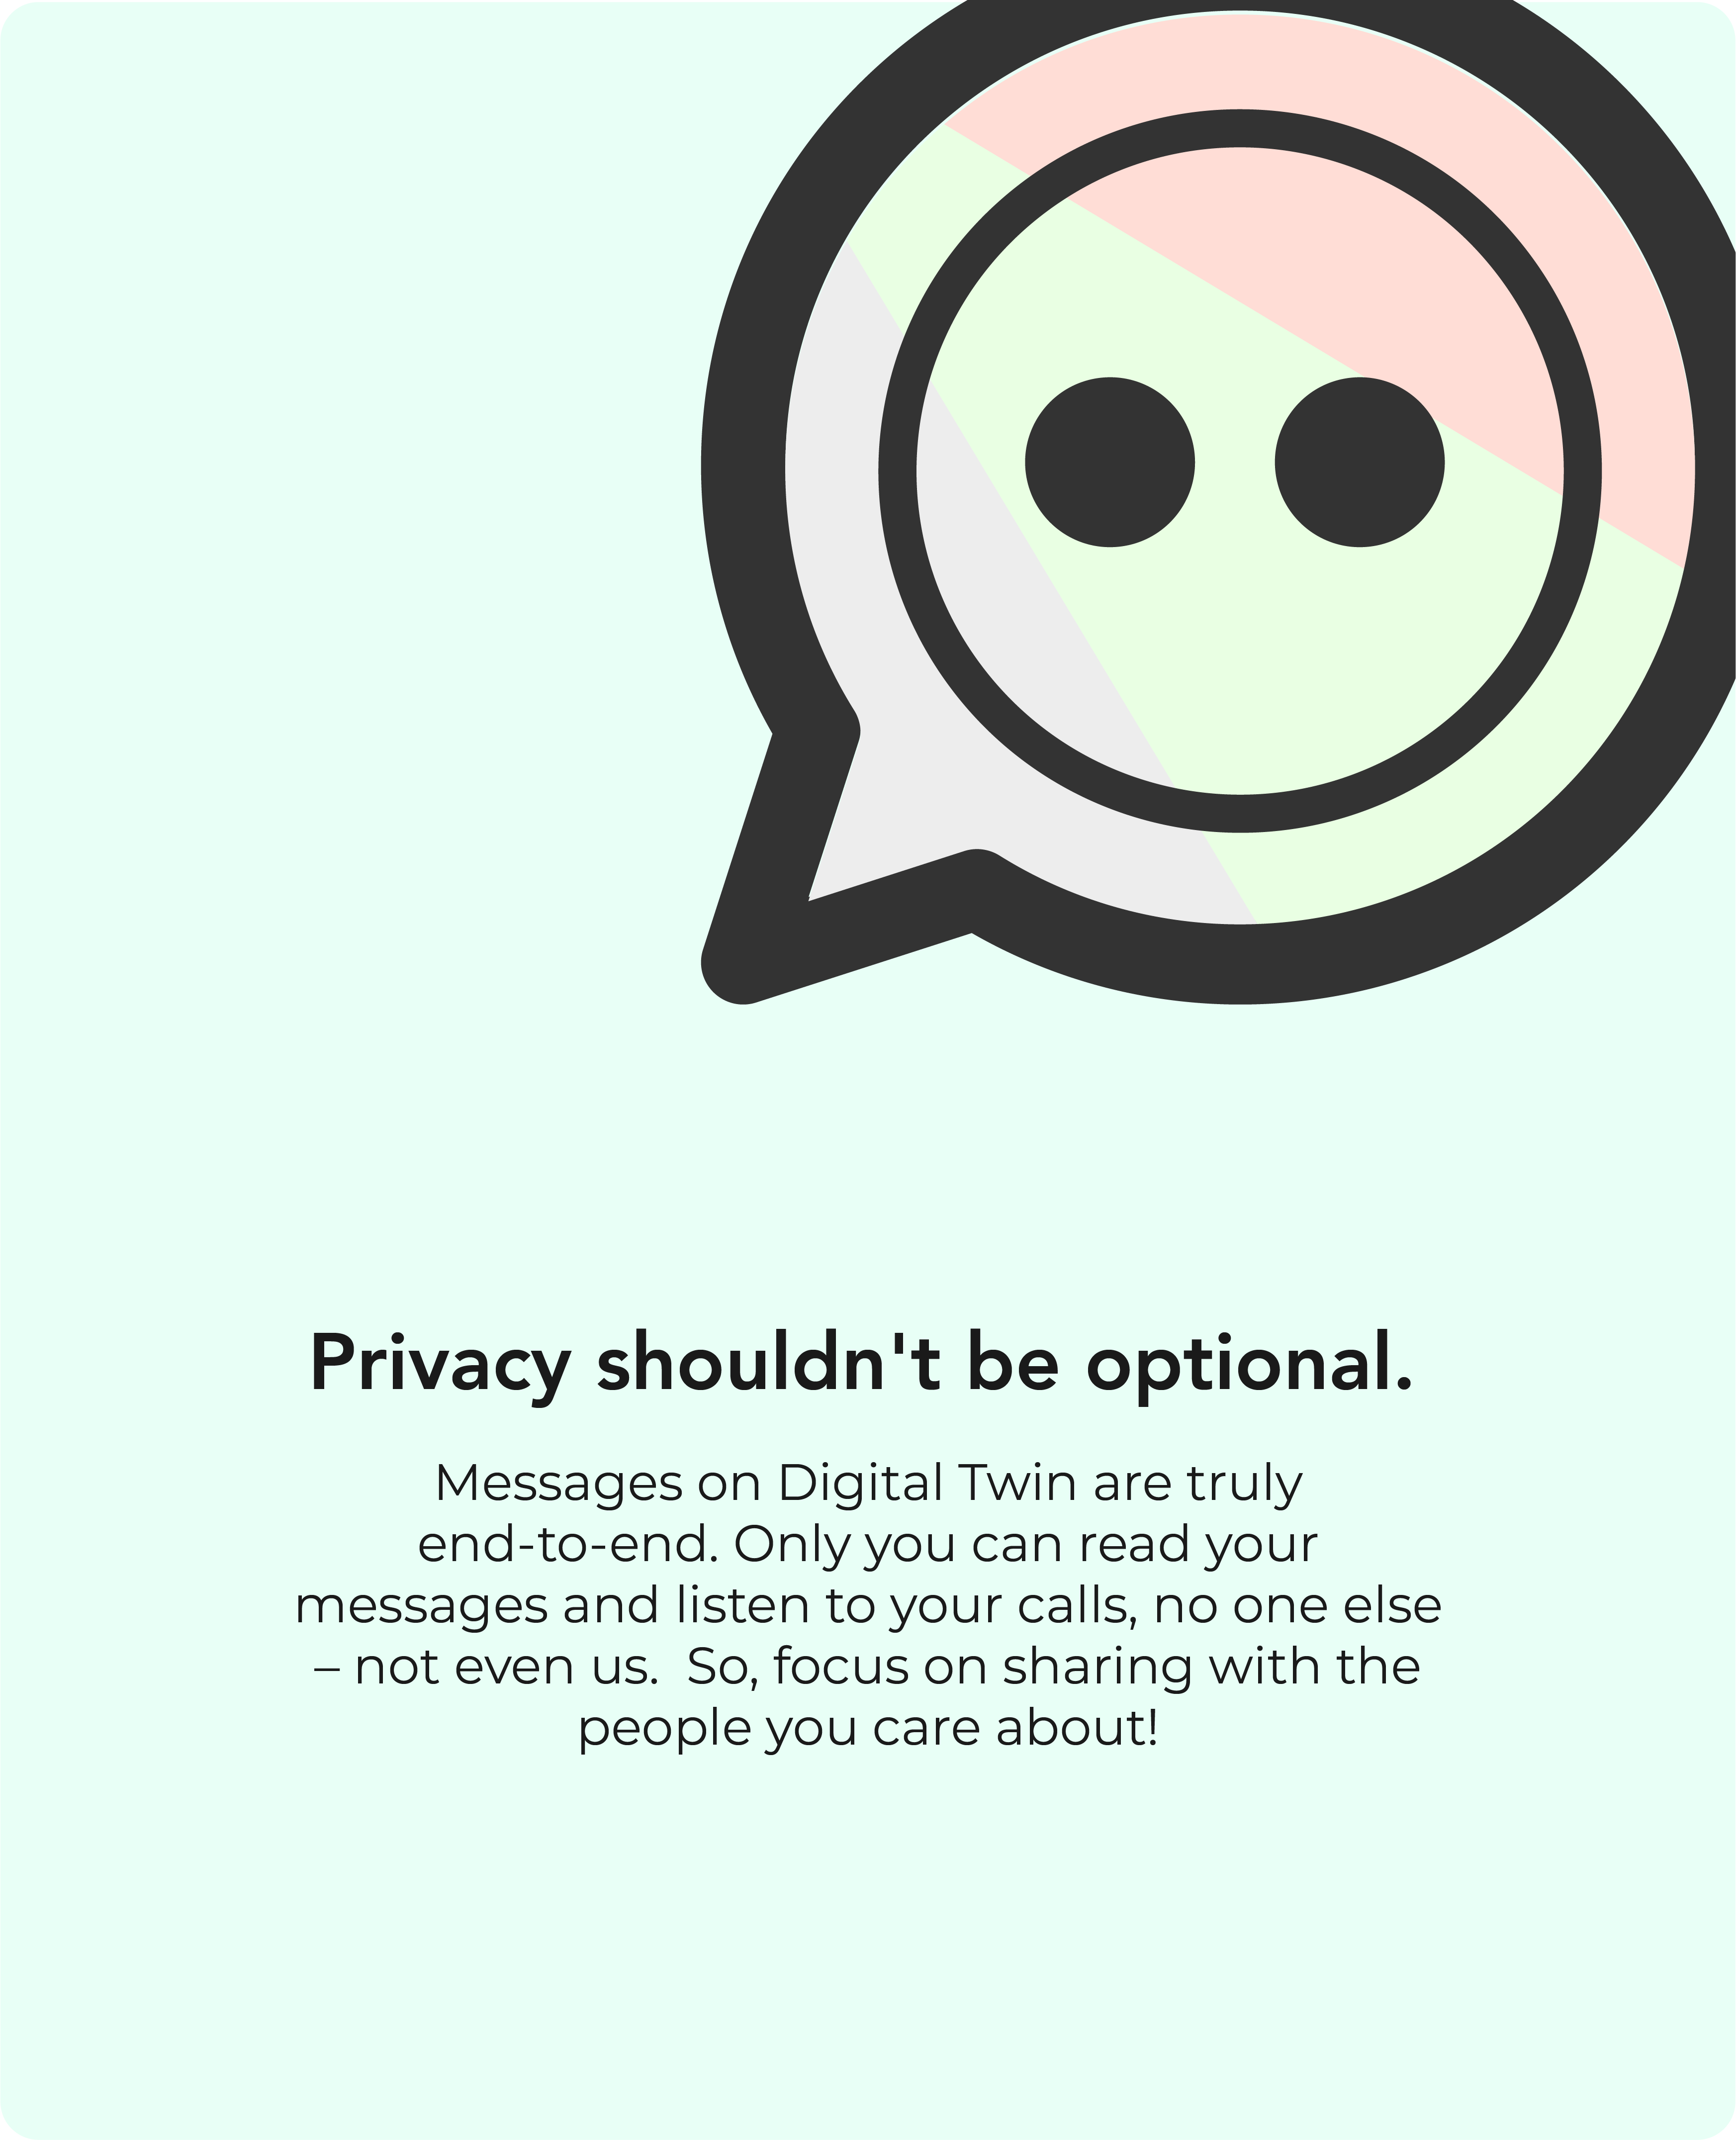 Privacy shouldn't be optional.
Messages on Digital Twin are truly
end-to-end. Only you can read your
messages and listen to your calls, no one else
– not even us.  So, focus on sharing with the
people you care about!